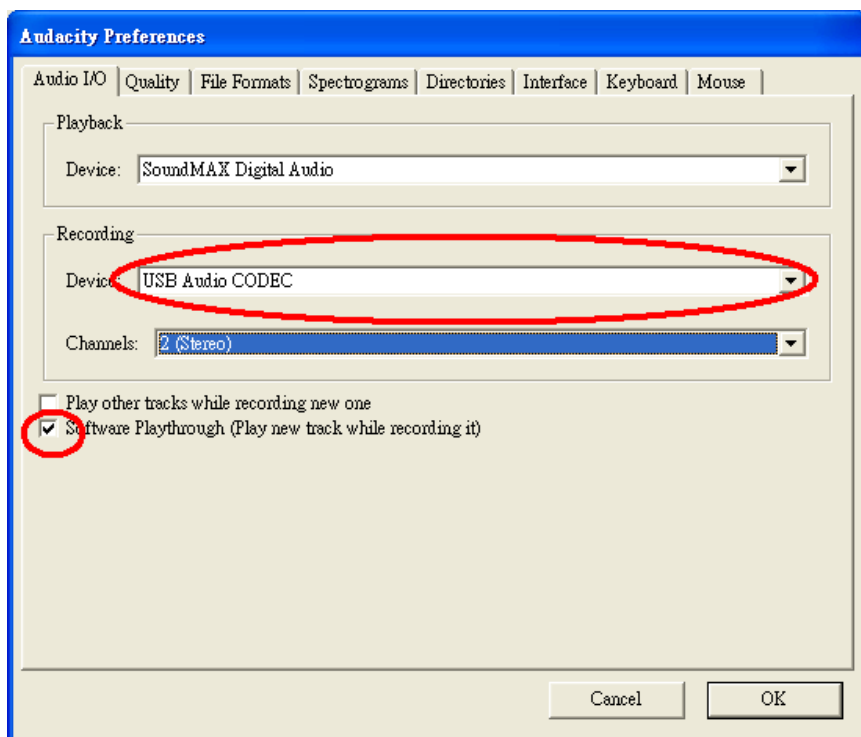 Audacity Preferences
Audio I/O Quality File Formats Spectrograms Directories Interface Keyboard Mouse
Playback
Device: SoundMAX Digital Audio
Recording
Device: USB Audio CODEC
Channels: 2 (Stereo)
Play other tracks while recording new one
Software Playthrough (Play new track while recording it)
Cancel OK